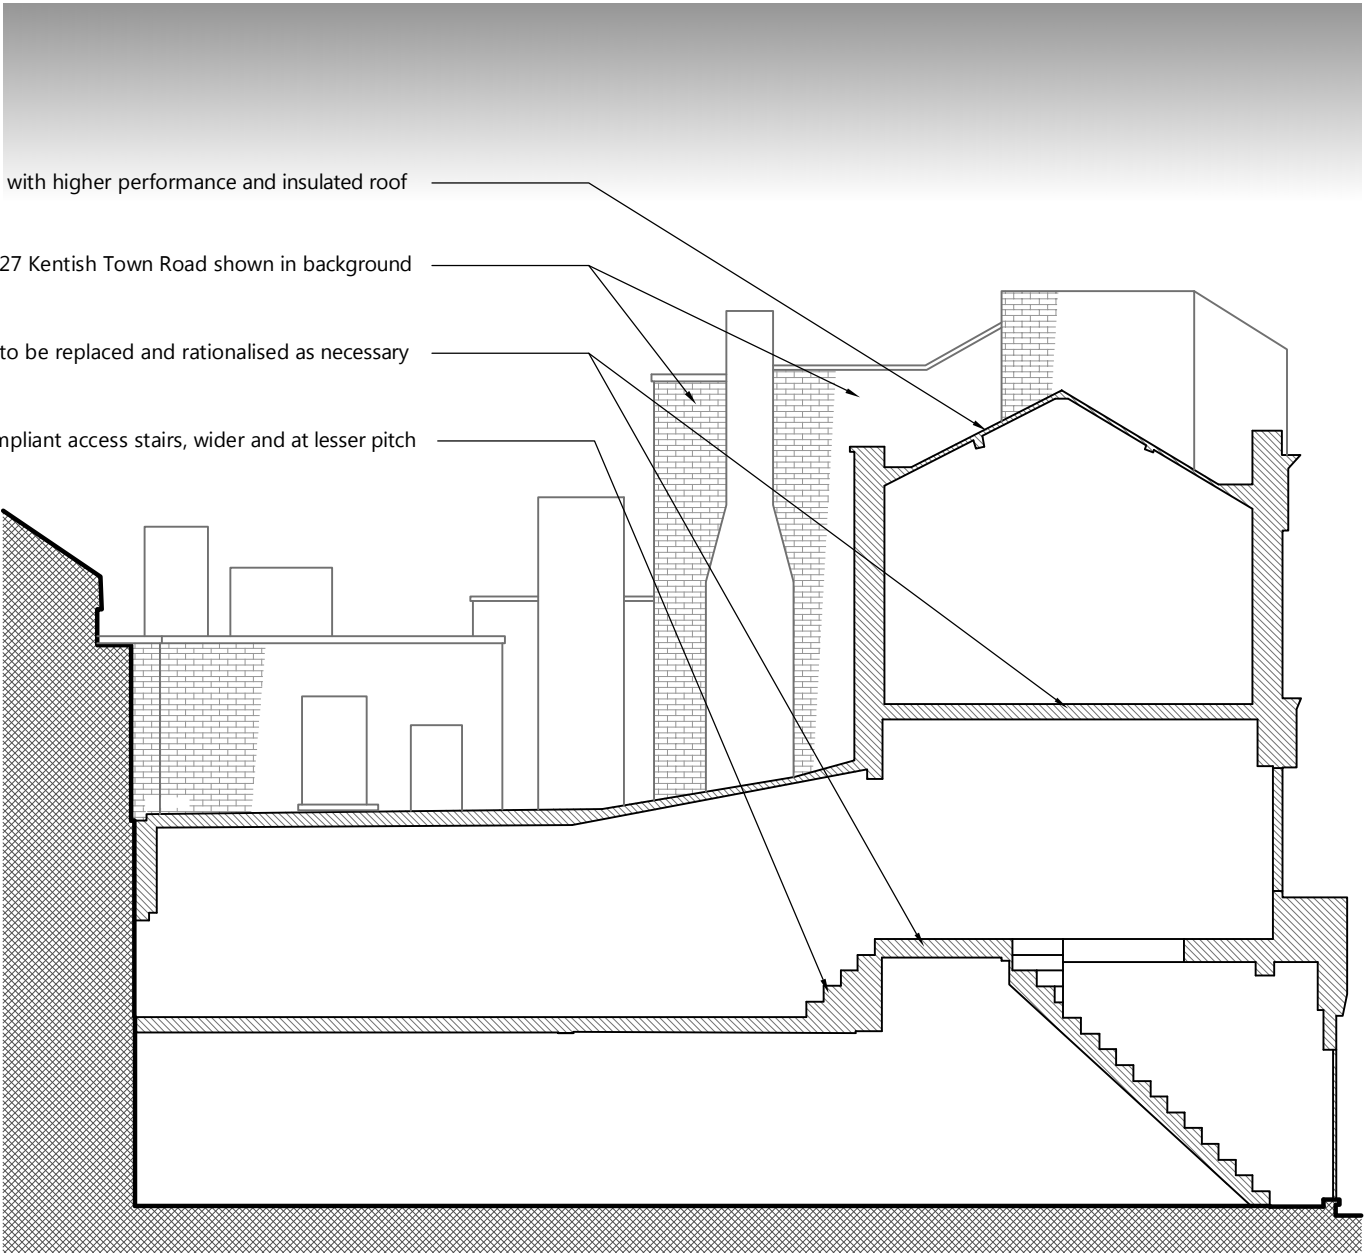 with higher performance and insulated roof
27 Kentish Town Road shown in background
to be replaced and rationalised as necessary
mpliant access stairs, wider and at lesser pitch